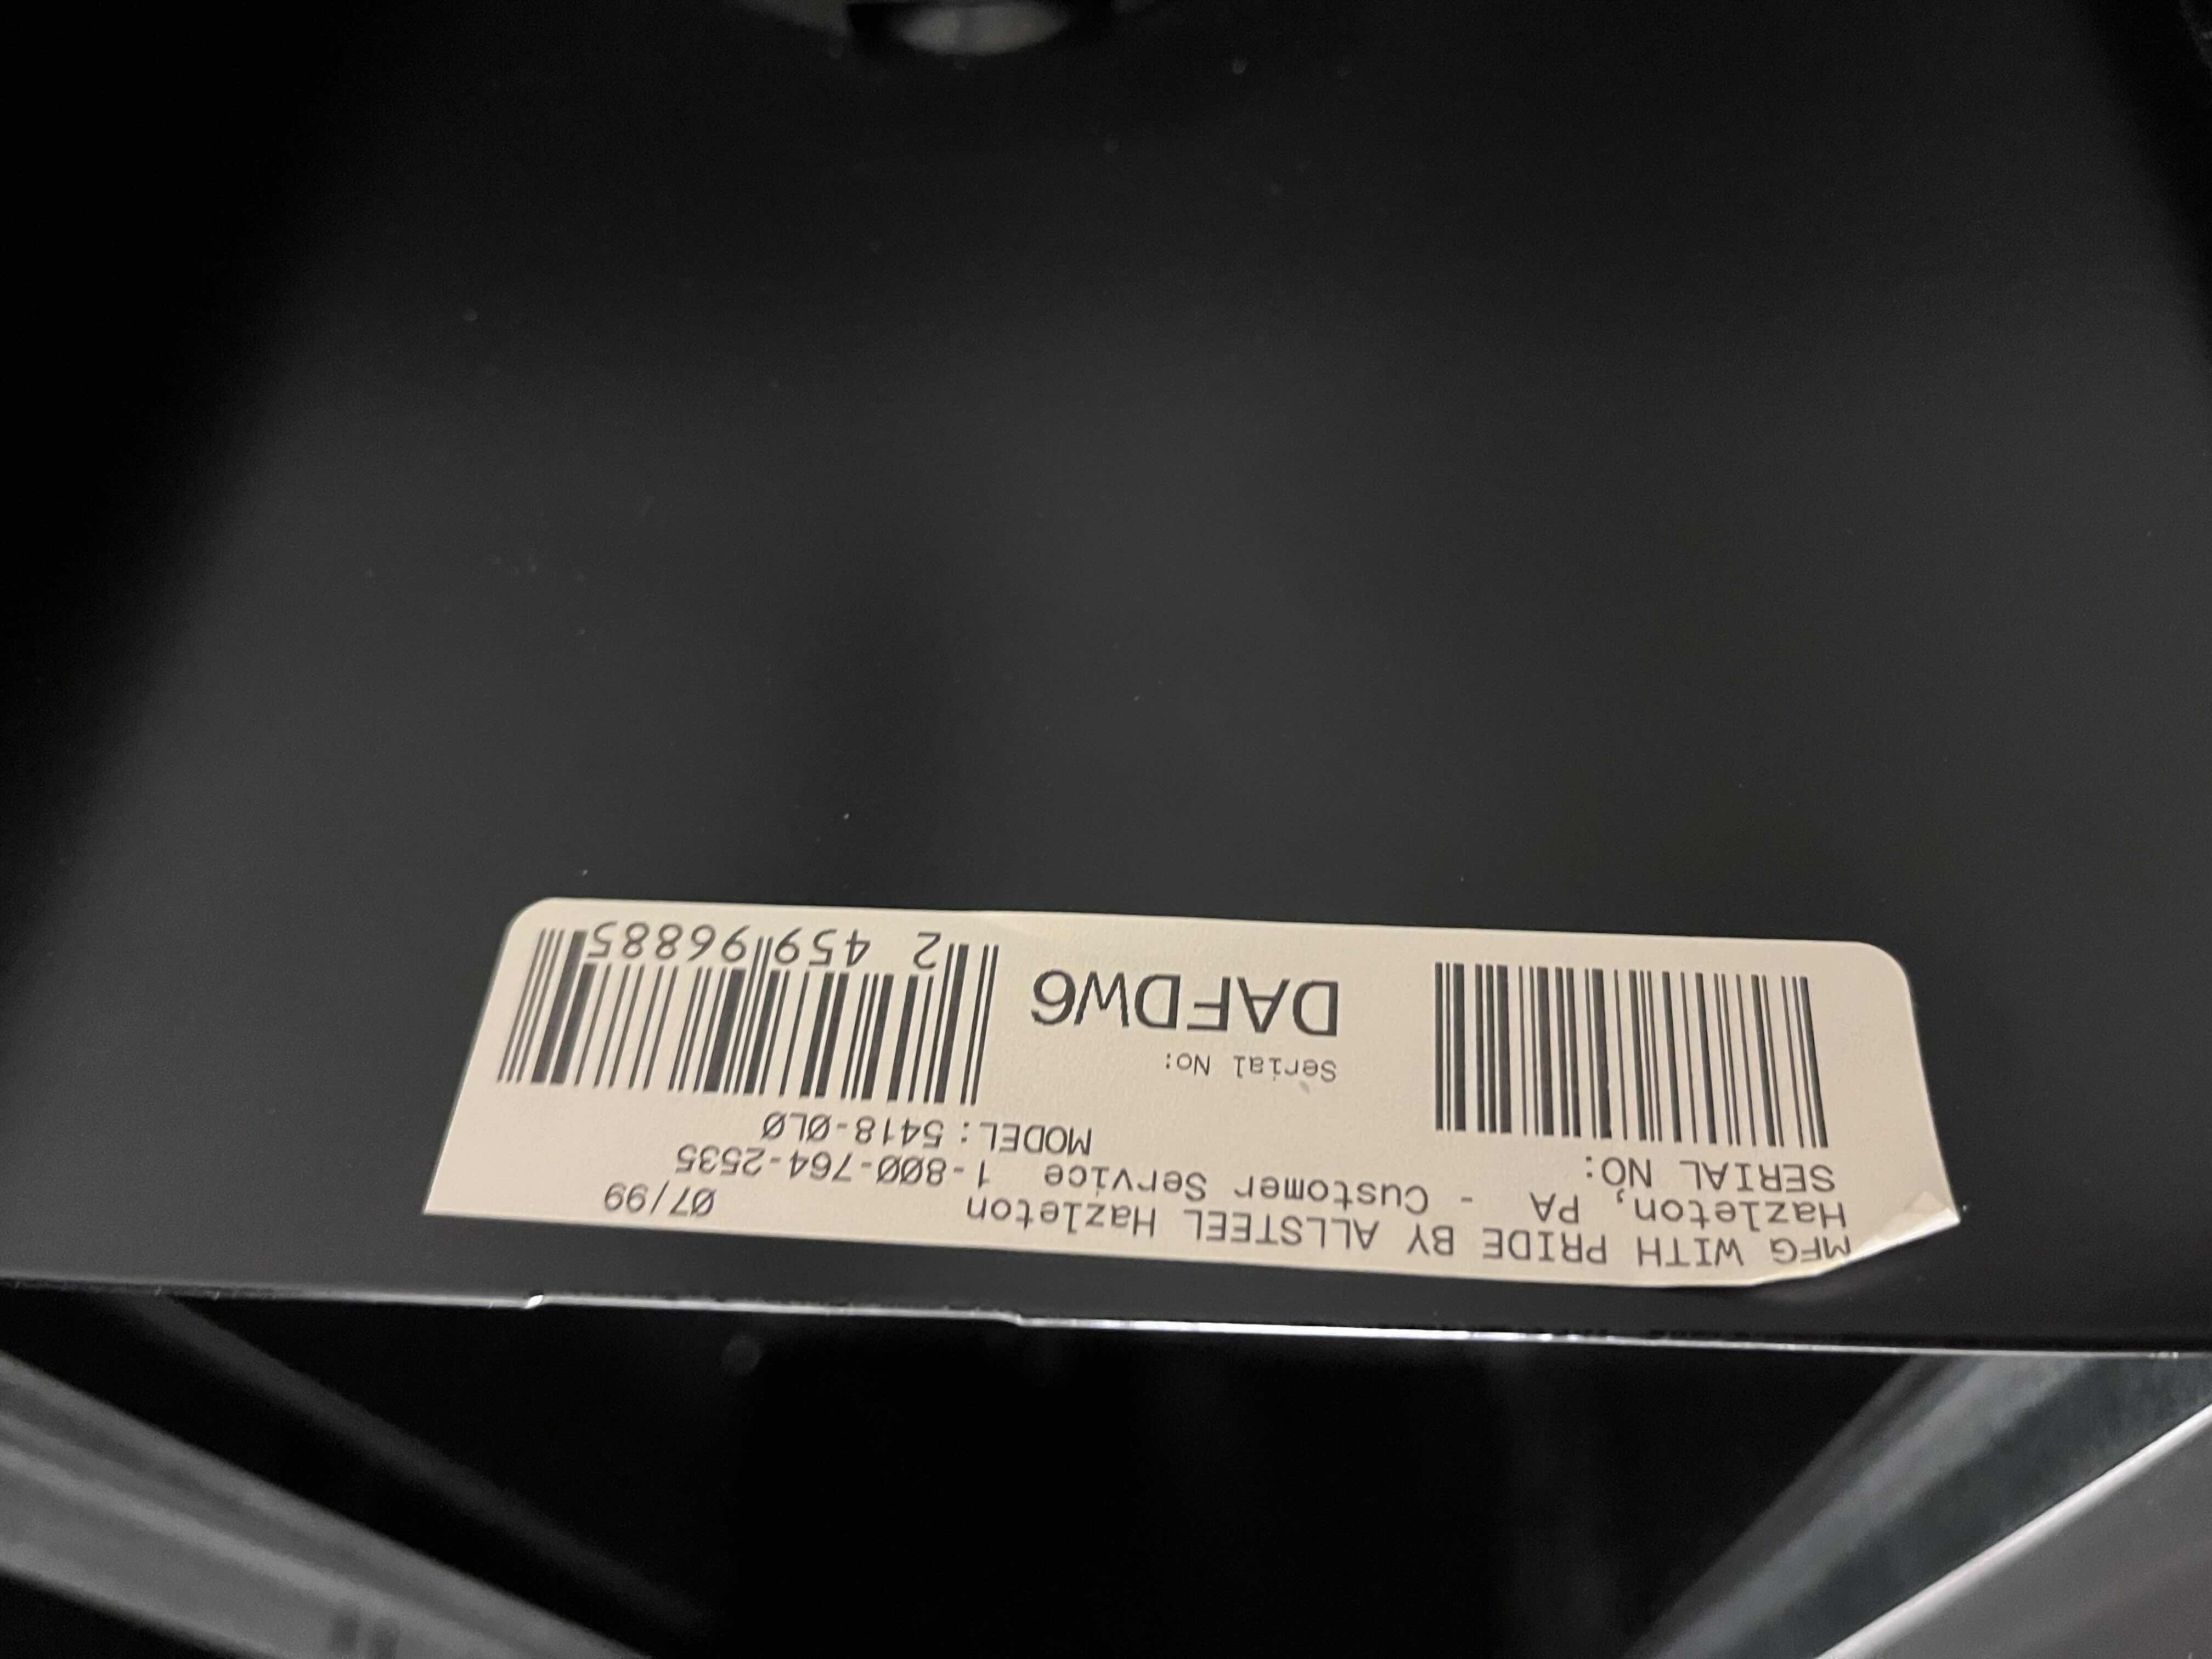 MFG WITH PRIDE BY ALLSTEEL Hazleton 07/99
Hazleton, PA - Customer Service 1-800-764-2535
SERIAL NO: MODEL: 5418-0L0
Serial No:
DAFDW6
2 459 96885